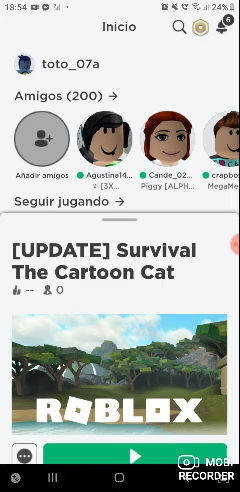 18:54
24%
Inicio
6
toto_07a
Amigos (200) →
Añadir amigos
Agustina14...
[3X...
Cande_02...
Piggy [ALPH...
crapbo
MegaMe
Seguir jugando →
[UPDATE] Survival
The Cartoon Cat
-- 0
ROBLOX
MOBI
RECORDER